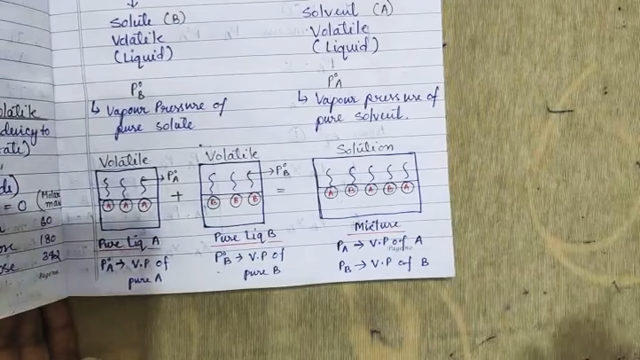 Solute (B)
Volatile
(Liquid)
P°B
↳ Vapour Pressure of
pure solute
Solvent (A)
Volatile
(Liquid)
P°A
↳ Vapour pressure of
pure solvent.
Volatile
Volatile
Solution
→P°A
+
→P°B
=
A A A
B B B
A B A B A
Pure Liq A
Pure Liq B
Mixture
P°A → V.P of
pure A
P°B → V.P of
pure B
PA → V.P of A
PB → V.P of B
= 0
60
180
342